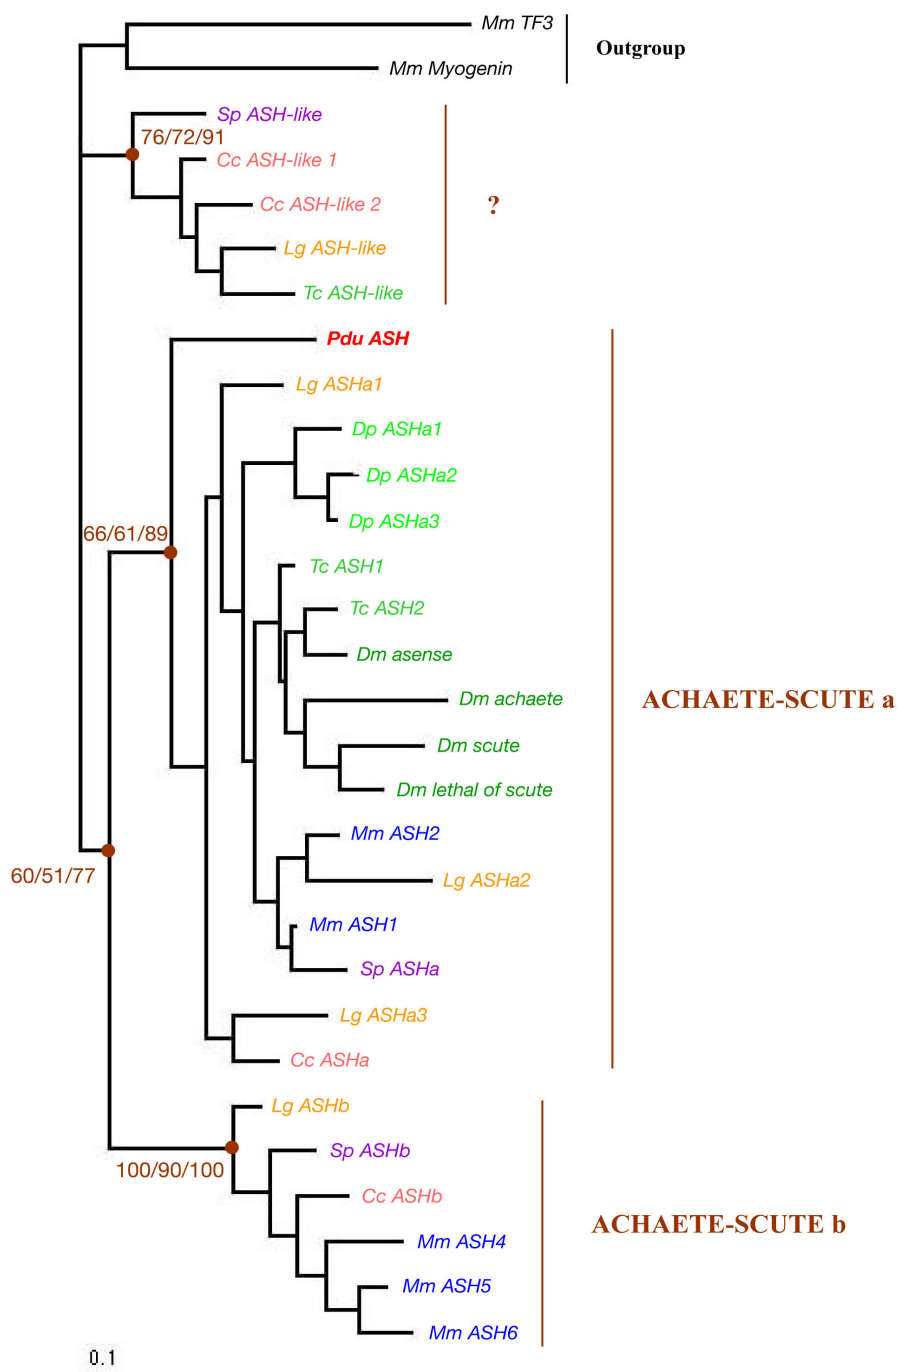 Mm TF3
Outgroup
Mm Myogenin
Sp ASH-like
76/72/91
Cc ASH-like 1
Cc ASH-like 2
?
Lg ASH-like
Tc ASH-like
Pdu ASH
Lg ASHa1
Dp ASHa1
Dp ASHa2
Dp ASHa3
66/61/89
Tc ASH1
Tc ASH2
Dm asense
Dm achaete
ACHAETE-SCUTE a
Dm scute
Dm lethal of scute
Mm ASH2
60/51/77
Lg ASHa2
Mm ASH1
Sp ASHa
Lg ASHa3
Cc ASHa
Lg ASHb
Sp ASHb
100/90/100
Cc ASHb
ACHAETE-SCUTE b
Mm ASH4
Mm ASH5
Mm ASH6
0.1